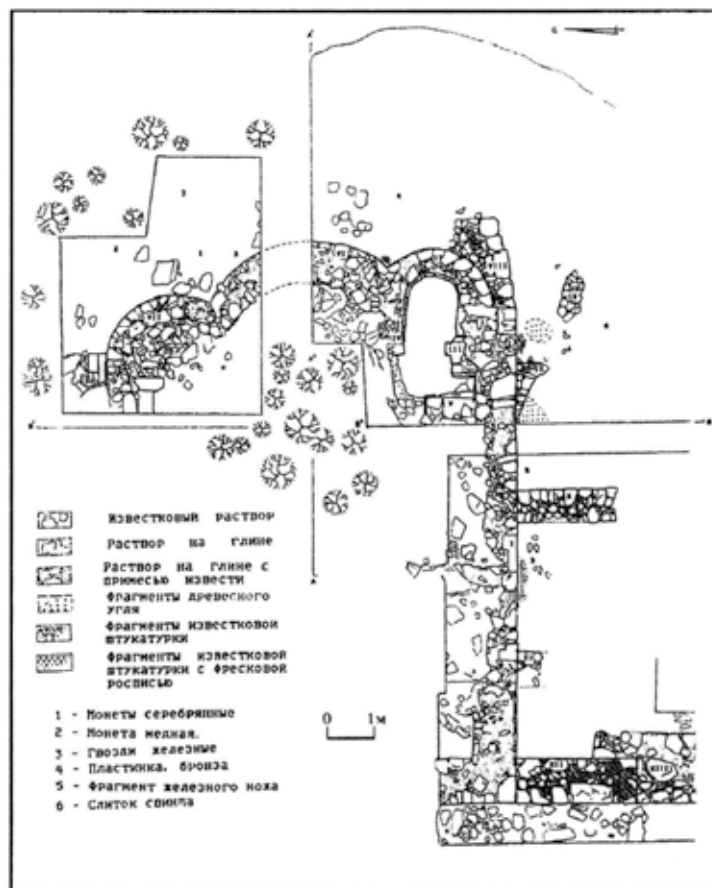 С
Известковый раствор
Раствор на глине
Раствор на глине с
примесью извести
Фрагменты древесного
угля
Фрагменты известковой
штукатурки
Фрагменты известковой
штукатурки с фресковой
росписью
1 - Монеты серебряные
2 - Монета медная.
3 - Гвозди железные
4 - Пластинка. бронза
5 - Фрагмент железного ножа
6 - Слиток свинца
0 1м